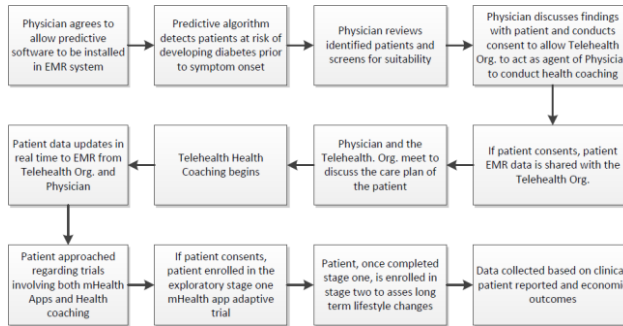 Physician agrees to
allow predictive
software to be installed
in EMR system
Predictive algorithm
detects patients at risk of
developing diabetes prior
to symptom onset
Physician reviews
identified patients and
screens for suitability
Physician discusses findings
with patient and conducts
consent to allow Telehealth
Org. to act as agent of Physician
to conduct health coaching
If patient consents, patient
EMR data is shared with the
Telehealth Org.
Physician and the
Telehealth. Org. meet to
discuss the care plan of
the patient
Telehealth Health
Coaching begins
Patient data updates in
real time to EMR from
Telehealth Org. and
Physician
Patient approached
regarding trials
involving both mHealth
Apps and Health
coaching
If patient consents,
patient enrolled in the
exploratory stage one
mHealth app adaptive
trial
Patient, once completed
stage one, is enrolled in
stage two to asses long
term lifestyle changes
Data collected based on clinical
patient reported and economic
outcomes